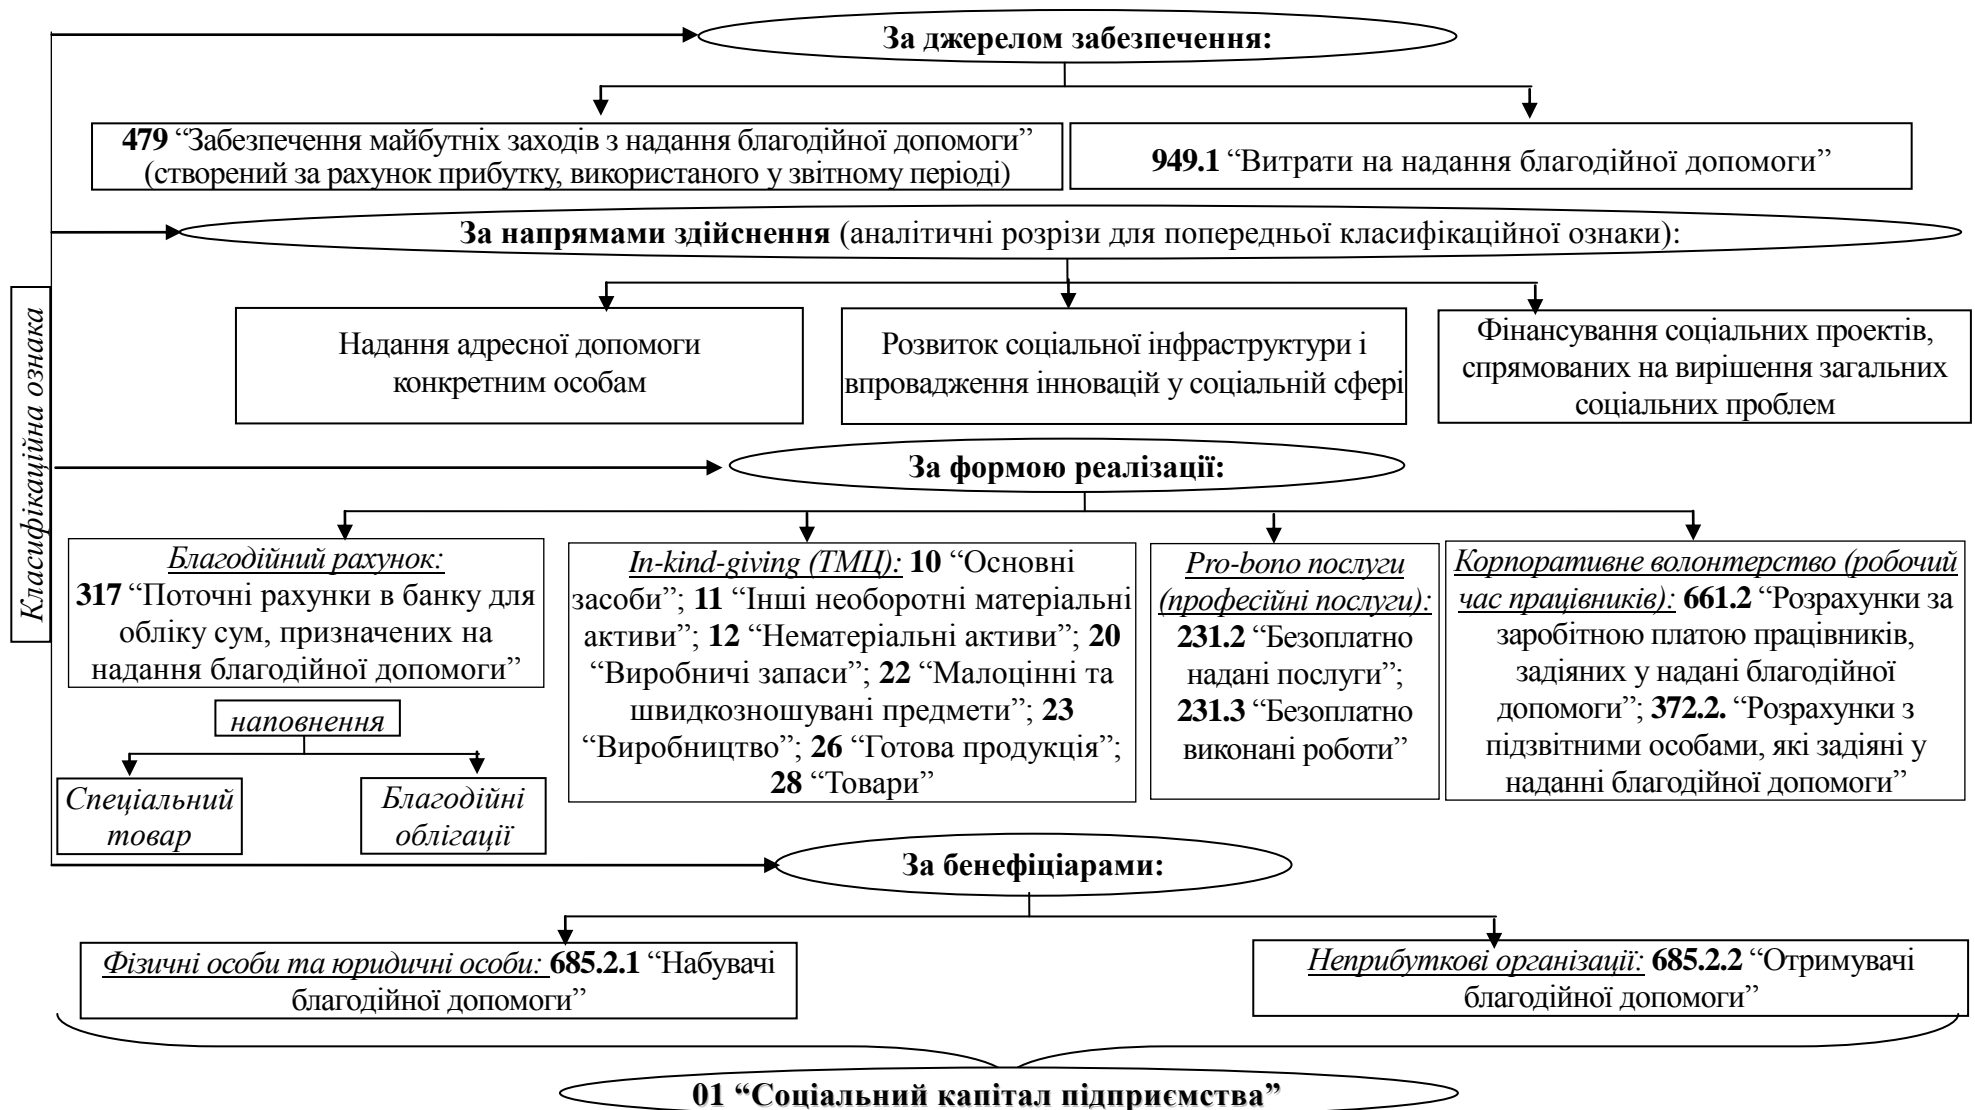 За джерелом забезпечення:
479 “Забезпечення майбутніх заходів з надання благодійної допомоги”
(створений за рахунок прибутку, використаного у звітному періоді)
949.1 “Витрати на надання благодійної допомоги”
За напрямами здійснення (аналітичні розрізи для попередньої класифікаційної ознаки):
Класифікаційна ознака
Надання адресної допомоги
конкретним особам
Розвиток соціальної інфраструктури і
впровадження інновацій у соціальній сфері
Фінансування соціальних проектів,
спрямованих на вирішення загальних
соціальних проблем
За формою реалізації:
Благодійний рахунок:
317 “Поточні рахунки в банку для
обліку сум, призначених на
надання благодійної допомоги”
наповнення
Спеціальний
товар
Благодійні
облігації
In-kind-giving (ТМЦ): 10 “Основні
засоби”; 11 “Інші необоротні матеріальні
активи”; 12 “Нематеріальні активи”; 20
“Виробничі запаси”; 22 “Малоцінні та
швидкозношувані предмети”; 23
“Виробництво”; 26 “Готова продукція”;
28 “Товари”
Pro-bono послуги
(професійні послуги):
231.2 “Безоплатно
надані послуги”;
231.3 “Безоплатно
виконані роботи”
Корпоративне волонтерство (робочий
час працівників): 661.2 “Розрахунки за
заробітною платою працівників,
задіяних у надані благодійної
допомоги”; 372.2. “Розрахунки з
підзвітними особами, які задіяні у
наданні благодійної допомоги”
За бенефіціарами:
Фізичні особи та юридичні особи: 685.2.1 “Набувачі
благодійної допомоги”
Неприбуткові організації: 685.2.2 “Отримувачі
благодійної допомоги”
01 “Соціальний капітал підприємства”